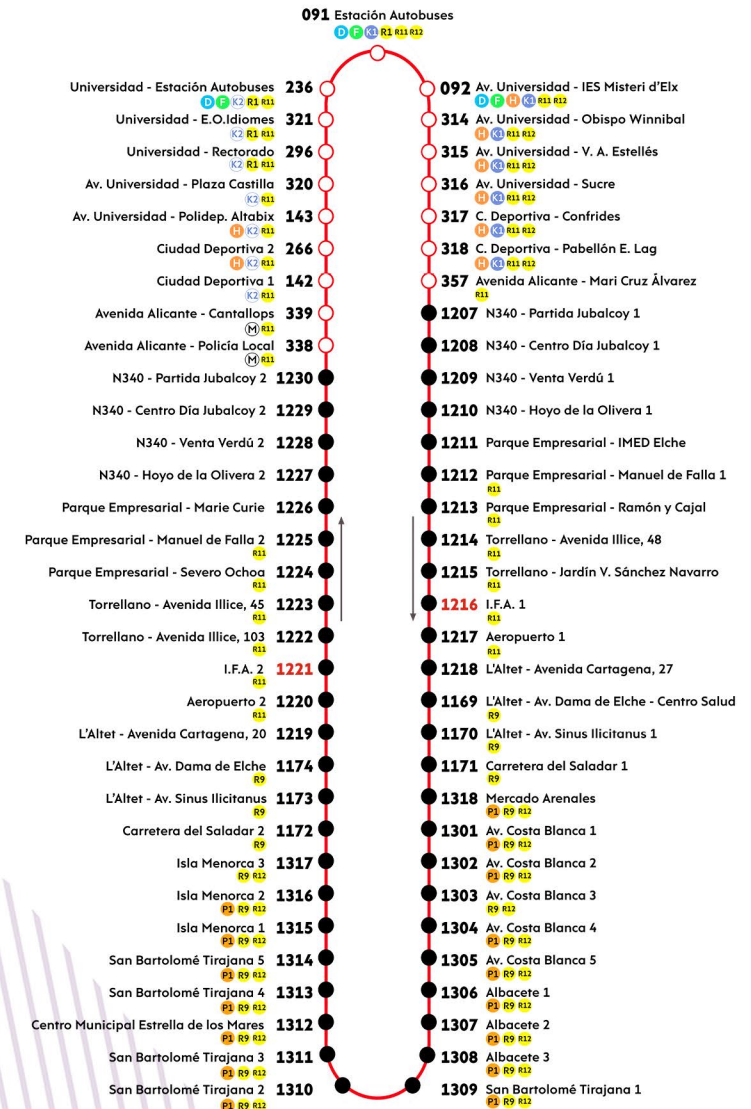 091 Estación Autobuses
D F K1 R1 R11 R12
Universidad - Estación Autobuses 236
D F K2 R1 R11
Universidad - E.O.Idiomes 321
K2 R1 R11
Universidad - Rectorado 296
K2 R1 R11
Av. Universidad - Plaza Castilla 320
K2 R11
Av. Universidad - Polidep. Altabix 143
H K2 R11
Ciudad Deportiva 2 266
H K2 R11
Ciudad Deportiva 1 142
K2 R11
Avenida Alicante - Cantallops 339
M R11
Avenida Alicante - Policía Local 338
M R11
N340 - Partida Jubalcoy 2 1230
N340 - Centro Día Jubalcoy 2 1229
N340 - Venta Verdú 2 1228
N340 - Hoyo de la Olivera 2 1227
Parque Empresarial - Marie Curie 1226
Parque Empresarial - Manuel de Falla 2 1225
R11
Parque Empresarial - Severo Ochoa 1224
R11
Torrellano - Avenida Illice, 45 1223
R11
Torrellano - Avenida Illice, 103 1222
R11
I.F.A. 2 1221
R11
Aeropuerto 2 1220
R11
L'Altet - Avenida Cartagena, 20 1219
L'Altet - Av. Dama de Elche 1174
R9
L'Altet - Av. Sinus Ilicitanus 1173
R9
Carretera del Saladar 2 1172
R9
Isla Menorca 3 1317
R9 R12
Isla Menorca 2 1316
P1 R9 R12
Isla Menorca 1 1315
P1 R9 R12
San Bartolomé Tirajana 5 1314
P1 R9 R12
San Bartolomé Tirajana 4 1313
P1 R9 R12
Centro Municipal Estrella de los Mares 1312
P1 R9 R12
San Bartolomé Tirajana 3 1311
P1 R9 R12
San Bartolomé Tirajana 2 1310
P1 R9 R12
092 Av. Universidad - IES Misteri d'Elx
D F H K1 R11 R12
314 Av. Universidad - Obispo Winnibal
H K1 R11 R12
315 Av. Universidad - V. A. Estellés
H K1 R11 R12
316 Av. Universidad - Sucre
H K1 R11 R12
317 C. Deportiva - Confrides
H K1 R11 R12
318 C. Deportiva - Pabellón E. Lag
H K1 R11 R12
357 Avenida Alicante - Mari Cruz Álvarez
R11
1207 N340 - Partida Jubalcoy 1
1208 N340 - Centro Día Jubalcoy 1
1209 N340 - Venta Verdú 1
1210 N340 - Hoyo de la Olivera 1
1211 Parque Empresarial - IMED Elche
1212 Parque Empresarial - Manuel de Falla 1
R11
1213 Parque Empresarial - Ramón y Cajal
R11
1214 Torrellano - Avenida Illice, 48
R11
1215 Torrellano - Jardín V. Sánchez Navarro
R11
1216 I.F.A. 1
R11
1217 Aeropuerto 1
R11
1218 L'Altet - Avenida Cartagena, 27
1169 L'Altet - Av. Dama de Elche - Centro Salud
R9
1170 L'Altet - Av. Sinus Ilicitanus 1
R9
1171 Carretera del Saladar 1
R9
1318 Mercado Arenales
P1 R9 R12
1301 Av. Costa Blanca 1
P1 R9 R12
1302 Av. Costa Blanca 2
P1 R9 R12
1303 Av. Costa Blanca 3
R9 R12
1304 Av. Costa Blanca 4
P1 R9 R12
1305 Av. Costa Blanca 5
P1 R9 R12
1306 Albacete 1
P1 R9 R12
1307 Albacete 2
P1 R9 R12
1308 Albacete 3
P1 R9 R12
1309 San Bartolomé Tirajana 1
P1 R9 R12